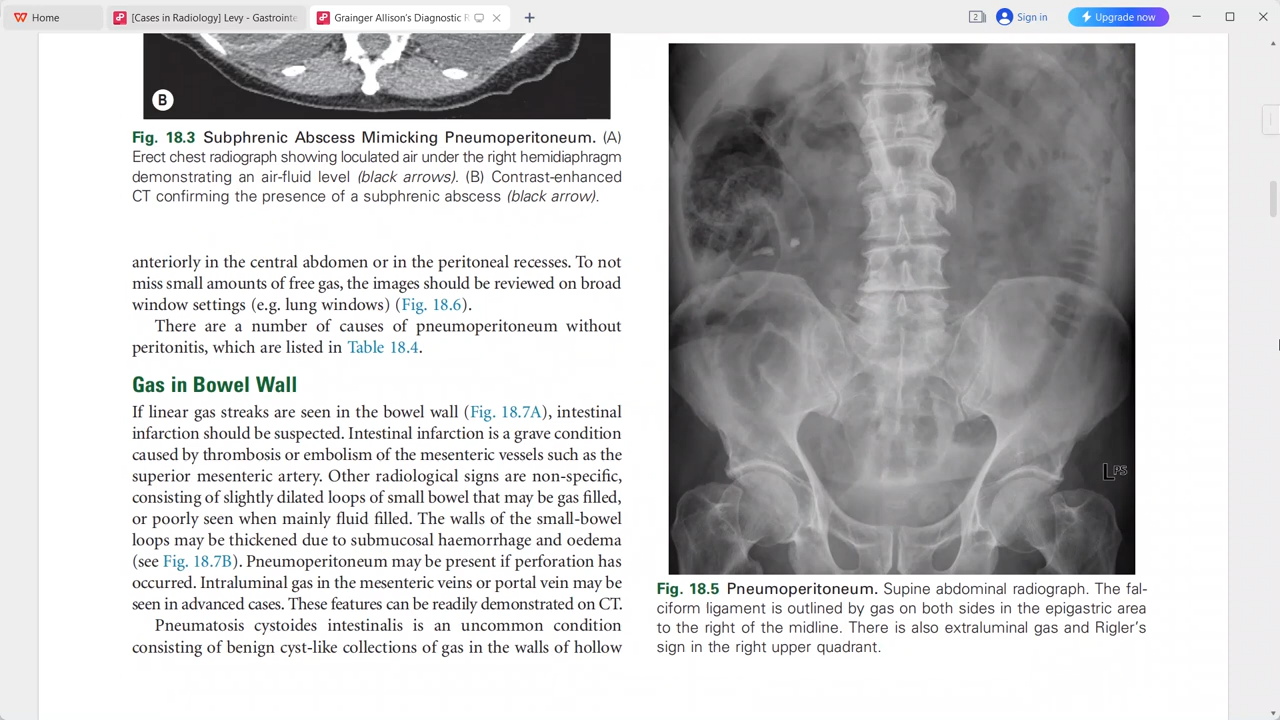 Home
[Cases in Radiology] Levy - Gastrointe
Grainger Allison's Diagnostic R
2
Sign in
Upgrade now
B
Fig. 18.3 Subphrenic Abscess Mimicking Pneumoperitoneum. (A)
Erect chest radiograph showing loculated air under the right hemidiaphragm
demonstrating an air-fluid level (black arrows). (B) Contrast-enhanced
CT confirming the presence of a subphrenic abscess (black arrow).
anteriorly in the central abdomen or in the peritoneal recesses. To not
miss small amounts of free gas, the images should be reviewed on broad
window settings (e.g. lung windows) (Fig. 18.6).
There are a number of causes of pneumoperitoneum without
peritonitis, which are listed in Table 18.4.
Gas in Bowel Wall
If linear gas streaks are seen in the bowel wall (Fig. 18.7A), intestinal
infarction should be suspected. Intestinal infarction is a grave condition
caused by thrombosis or embolism of the mesenteric vessels such as the
superior mesenteric artery. Other radiological signs are non-specific,
consisting of slightly dilated loops of small bowel that may be gas filled,
or poorly seen when mainly fluid filled. The walls of the small-bowel
loops may be thickened due to submucosal haemorrhage and oedema
(see Fig. 18.7B). Pneumoperitoneum may be present if perforation has
occurred. Intraluminal gas in the mesenteric veins or portal vein may be
seen in advanced cases. These features can be readily demonstrated on CT.
Pneumatosis cystoides intestinalis is an uncommon condition
consisting of benign cyst-like collections of gas in the walls of hollow
L PS
Fig. 18.5 Pneumoperitoneum. Supine abdominal radiograph. The fal-
ciform ligament is outlined by gas on both sides in the epigastric area
to the right of the midline. There is also extraluminal gas and Rigler's
sign in the right upper quadrant.